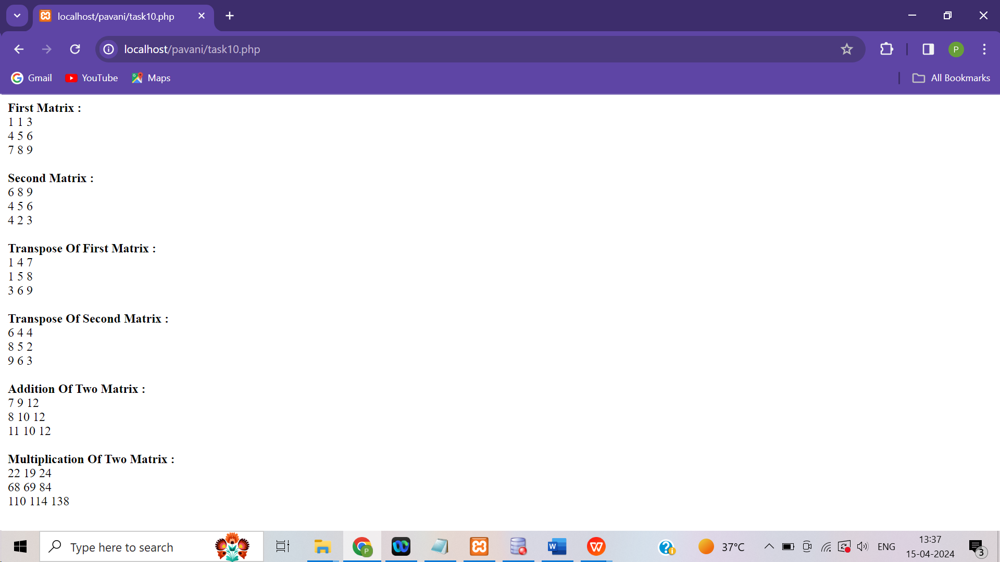 localhost/pavani/task10.php
localhost/pavani/task10.php
P
Gmail
YouTube
Maps
All Bookmarks
First Matrix :
1 1 3
4 5 6
7 8 9
Second Matrix :
6 8 9
4 5 6
4 2 3
Transpose Of First Matrix :
1 4 7
1 5 8
3 6 9
Transpose Of Second Matrix :
6 4 4
8 5 2
9 6 3
Addition Of Two Matrix :
7 9 12
8 10 12
11 10 12
Multiplication Of Two Matrix :
22 19 24
68 69 84
110 114 138
Type here to search
P
W
37°C
ENG
13:37
15-04-2024
3